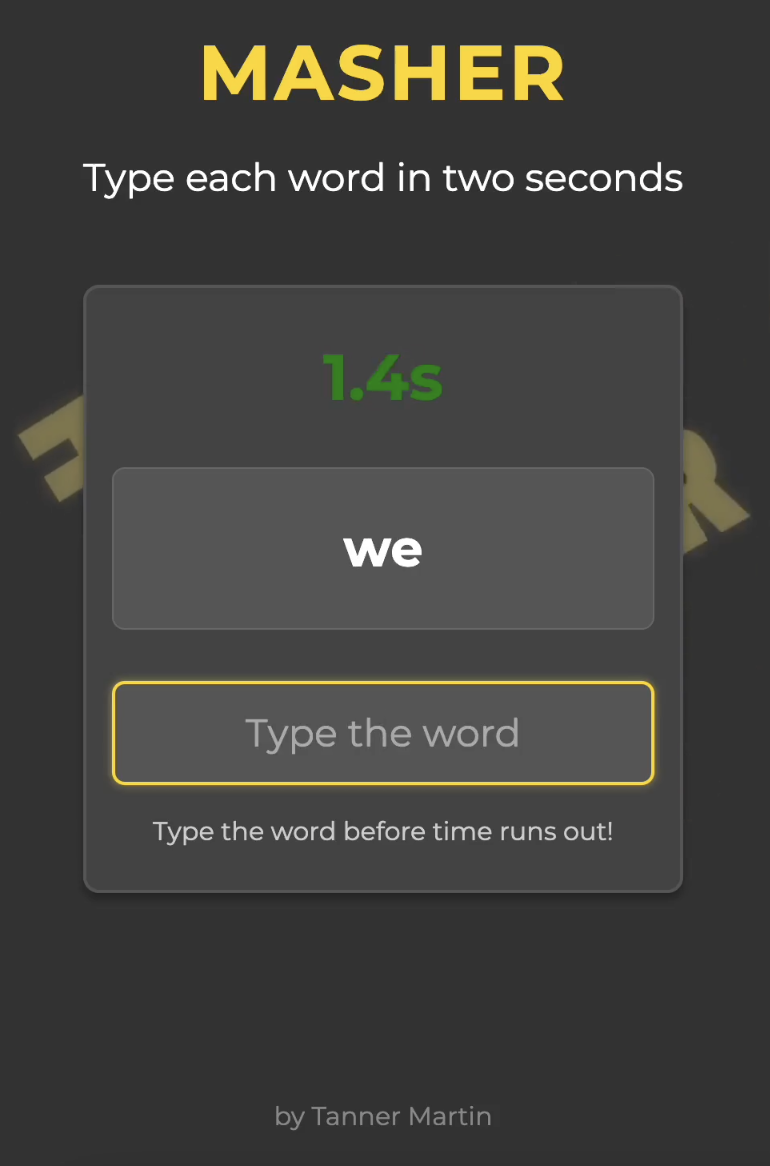 MASHER
Type each word in two seconds
1.4s
we
Type the word
Type the word before time runs out!
by Tanner Martin